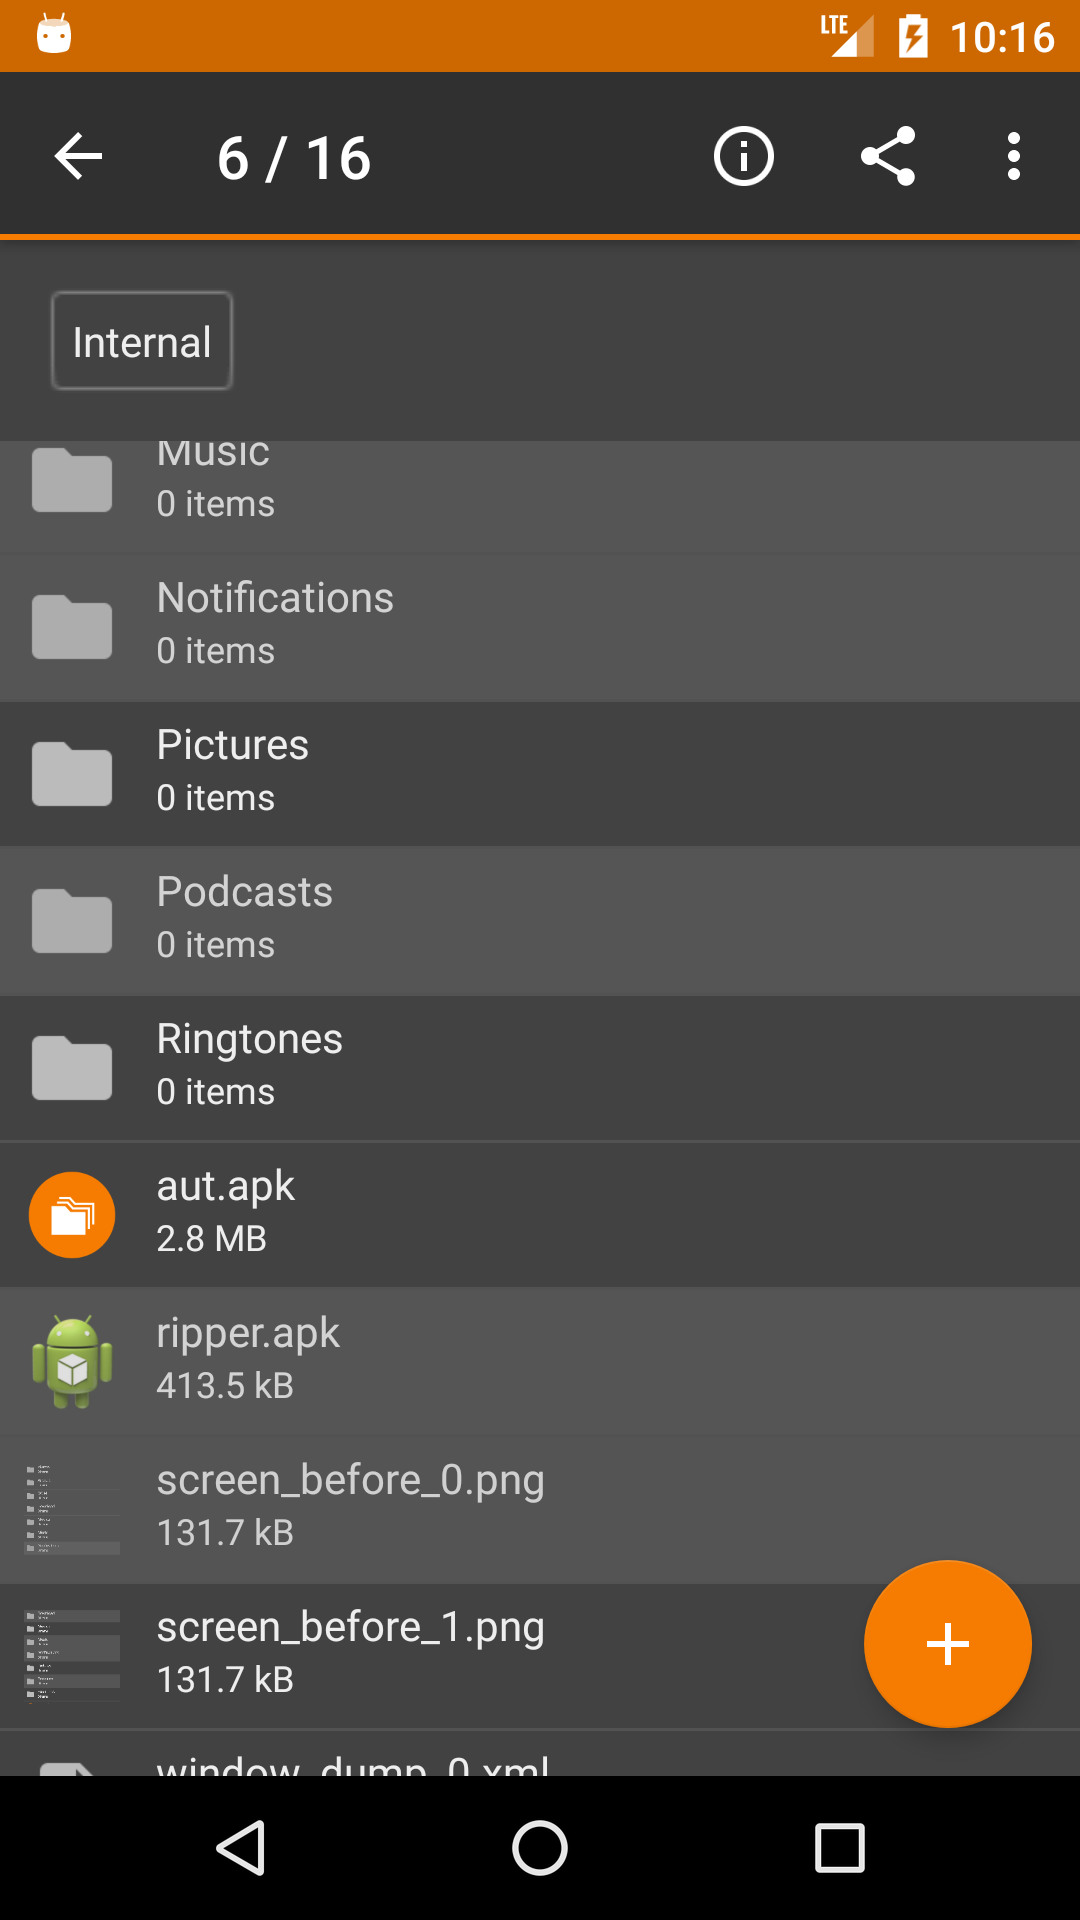 LTE 10:16
6 / 16
Internal
Music
0 items
Notifications
0 items
Pictures
0 items
Podcasts
0 items
Ringtones
0 items
aut.apk
2.8 MB
ripper.apk
413.5 kB
screen_before_0.png
131.7 kB
screen_before_1.png
131.7 kB
window_dump_0.xml